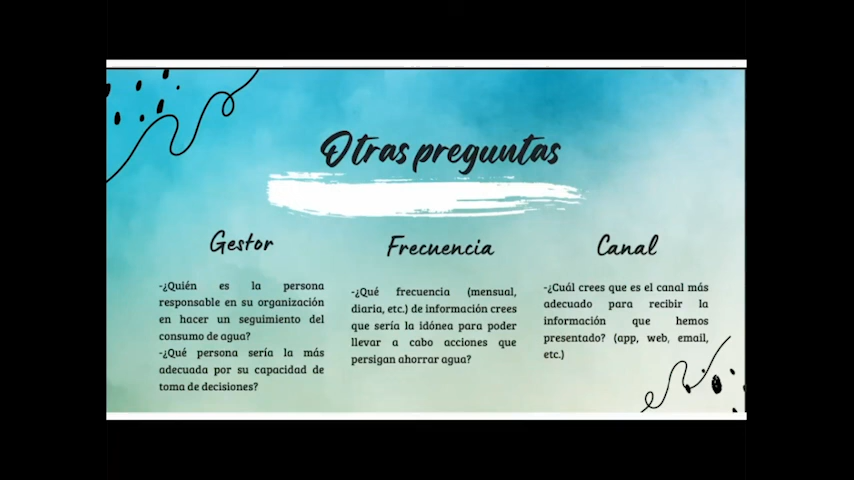 Otras preguntas
Gestor
-¿Quién es la persona
responsable en su organización
en hacer un seguimiento del
consumo de agua?
-¿Qué persona sería la más
adecuada por su capacidad de
toma de decisiones?
Frecuencia
-¿Qué frecuencia (mensual,
diaria, etc.) de información crees
que sería la idónea para poder
llevar a cabo acciones que
persigan ahorrar agua?
Canal
-¿Cuál crees que es el canal más
adecuado para recibir la
información que hemos
presentado? (app, web, email,
etc.)